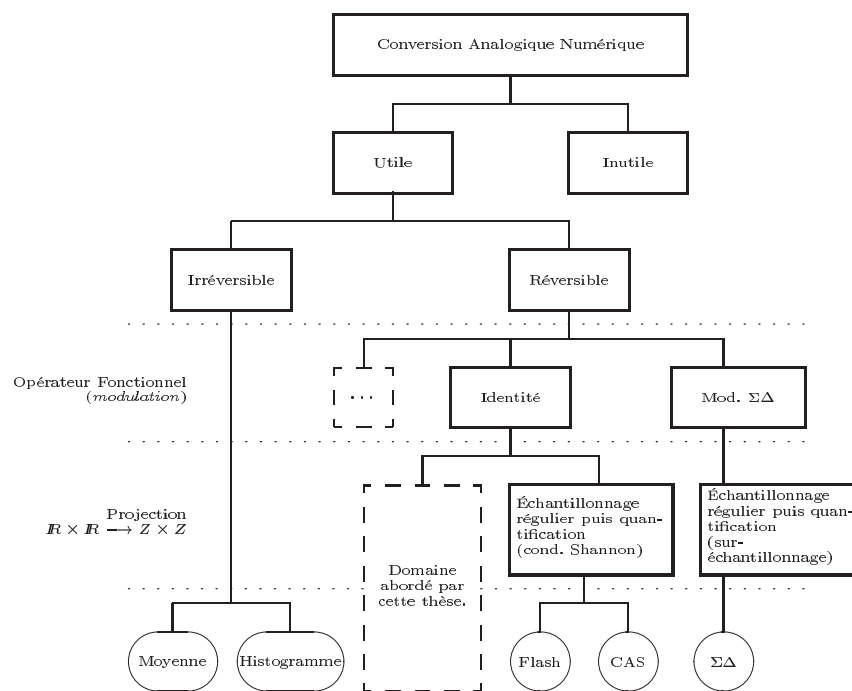 Conversion Analogique Numérique
Utile
Inutile
Irréversible
Réversible
Opérateur Fonctionnel
(modulation)
...
Identité
Mod. ΣΔ
Projection
IR × IR → Z × Z
Domaine
abordé par
cette thèse.
Échantillonnage
régulier puis quan-
tification
(cond. Shannon)
Échantillonnage
régulier puis quan-
tification
(sur-
échantillonnage)
Moyenne
Histogramme
Flash
CAS
ΣΔ